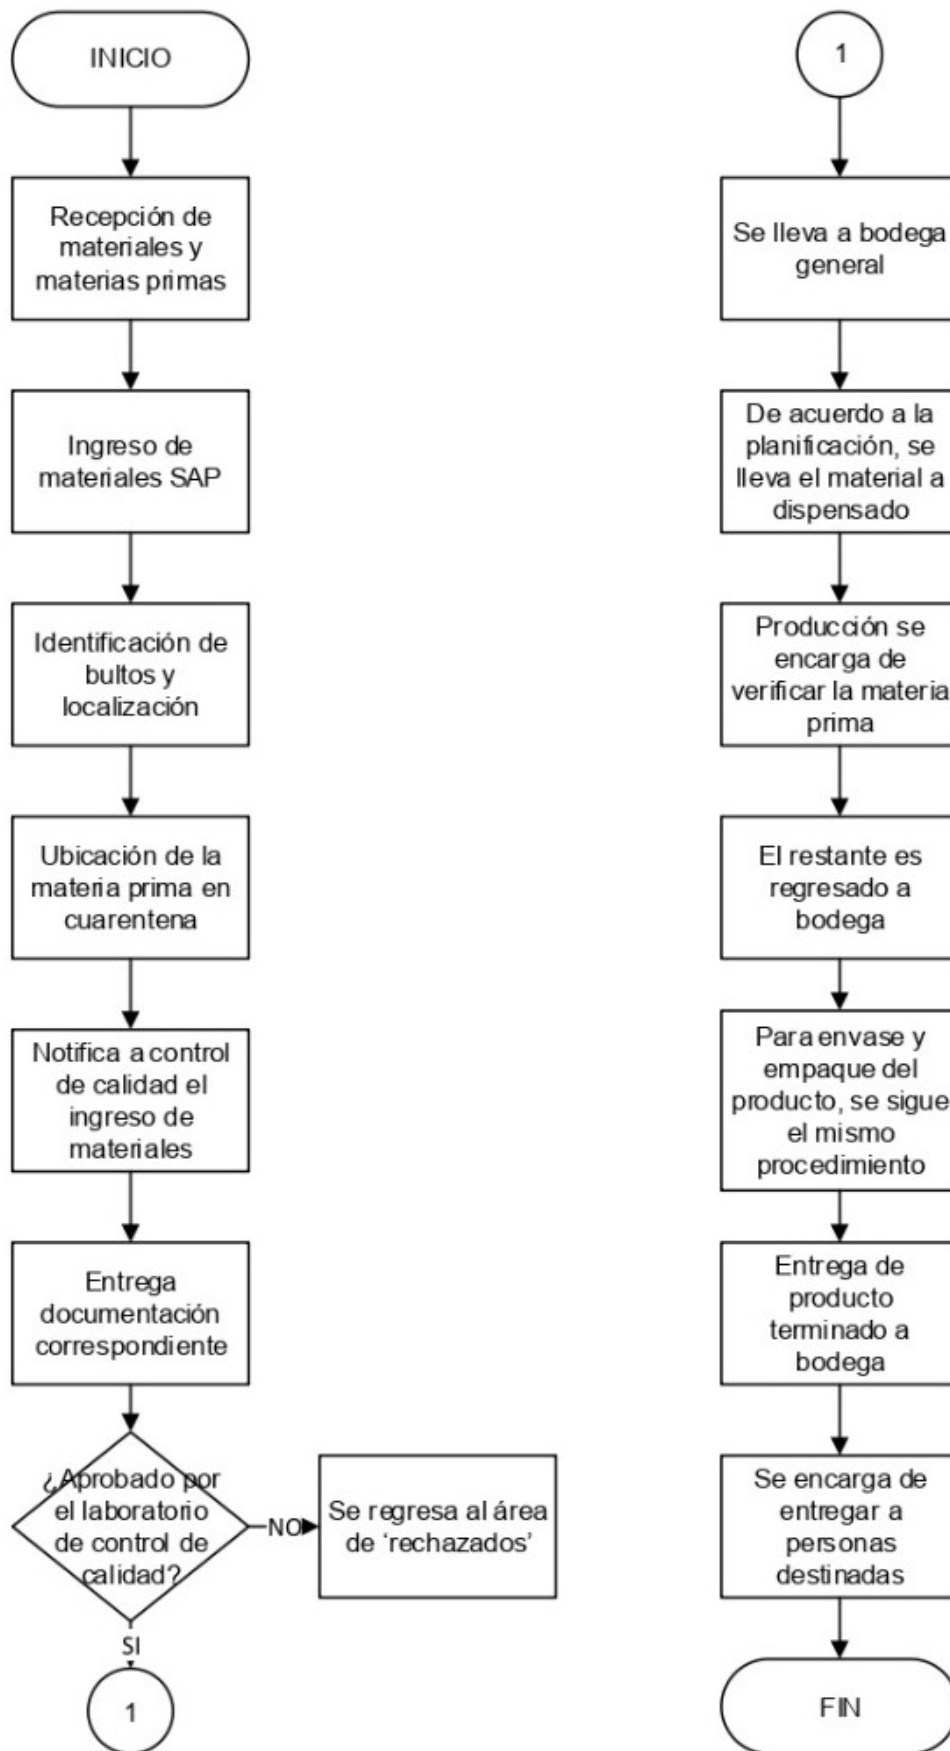 INICIO
Recepción de
materiales y
materias primas
Ingreso de
materiales SAP
Identificación de
bultos y
localización
Ubicación de la
materia prima en
cuarentena
Notifica a control
de calidad el
ingreso de
materiales
Entrega
documentación
correspondiente
¿Aprobado por
el laboratorio
de control de
calidad?
NO
Se regresa al área
de ‘rechazados’
SI
1
1
Se lleva a bodega
general
De acuerdo a la
planificación, se
lleva el material a
dispensado
Producción se
encarga de
verificar la materia
prima
El restante es
regresado a
bodega
Para envase y
empaque del
producto, se sigue
el mismo
procedimiento
Entrega de
producto
terminado a
bodega
Se encarga de
entregar a
personas
destinadas
FIN